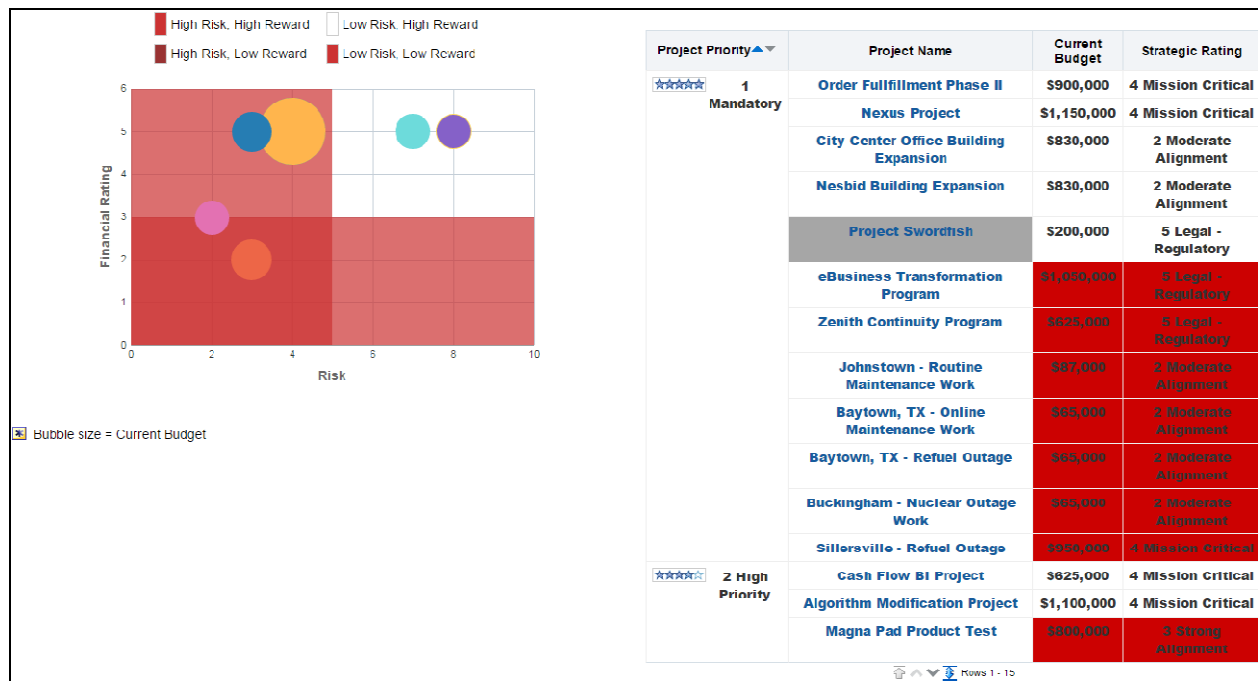 High Risk, High Reward
Low Risk, High Reward
High Risk, Low Reward
Low Risk, Low Reward
6
5
4
3
2
1
0
0
2
4
6
8
10
Financial Rating
Risk
Bubble size = Current Budget
Project Priority
Project Name
Current
Budget
Strategic Rating
1
Mandatory
Order Fullfillment Phase II
$900,000
4 Mission Critical
Nexus Project
$1,150,000
4 Mission Critical
City Center Office Building
Expansion
$830,000
2 Moderate
Alignment
Nesbid Building Expansion
$830,000
2 Moderate
Alignment
Project Swordfish
$200,000
5 Legal -
Regulatory
eBusiness Transformation
Program
$1,050,000
5 Legal -
Regulatory
Zenith Continuity Program
$625,000
5 Legal -
Regulatory
Johnstown - Routine
Maintenance Work
$87,000
2 Moderate
Alignment
Baytown, TX - Online
Maintenance Work
$65,000
2 Moderate
Alignment
Baytown, TX - Refuel Outage
$65,000
2 Moderate
Alignment
Buckingham - Nuclear Outage
Work
$65,000
2 Moderate
Alignment
Sillersville - Refuel Outage
$950,000
4 Mission Critical
2 High
Priority
Cash Flow BI Project
$625,000
4 Mission Critical
Algorithm Modification Project
$1,100,000
4 Mission Critical
Magna Pad Product Test
$800,000
3 Strong
Alignment
Rows 1 - 15